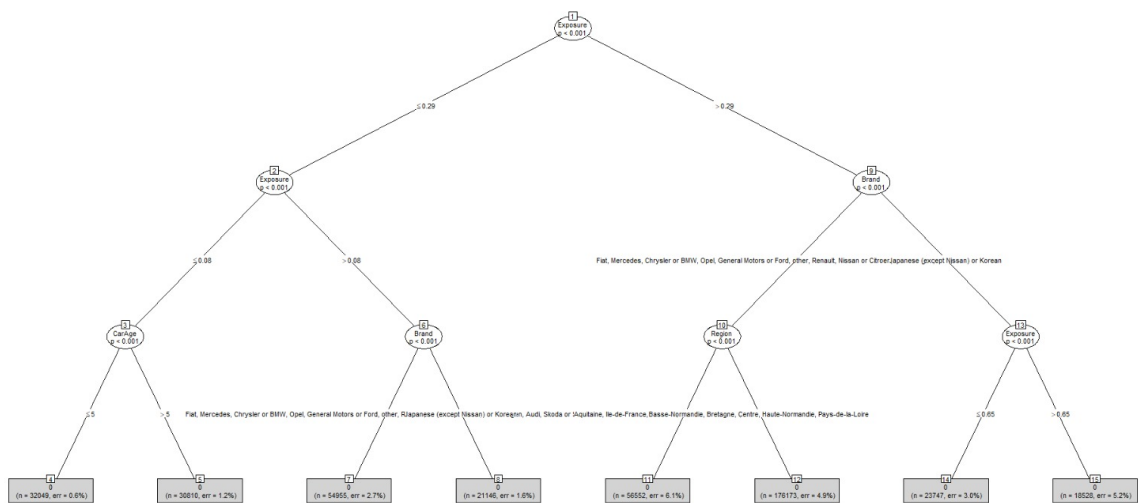 1
Exposure
p < 0.001
≤ 0.29
> 0.29
2
Exposure
p < 0.001
9
Brand
p < 0.001
≤ 0.08
> 0.08
Fiat, Mercedes, Chrysler or BMW, Opel, General Motors or Ford, other, Renault, Nissan or Citroen Japanese (except Nissan) or Korean
3
CarAge
p < 0.001
6
Brand
p < 0.001
10
Region
p < 0.001
13
Exposure
p < 0.001
≤ 5
> 5
Fiat, Mercedes, Chrysler or BMW, Opel, General Motors or Ford, other, Japanese (except Nissan) or Audi, Skoda or Aquitaine, Ile-de-France, Basse-Normandie, Bretagne, Centre, Haute-Normandie, Pays-de-la-Loire
≤ 0.65
> 0.65
4
0
(n = 32049, err = 0.6%)
5
0
(n = 30810, err = 1.2%)
7
0
(n = 54955, err = 2.7%)
8
0
(n = 21146, err = 1.6%)
11
0
(n = 56552, err = 6.1%)
12
0
(n = 176173, err = 4.9%)
14
0
(n = 23747, err = 3.0%)
15
0
(n = 18528, err = 5.2%)